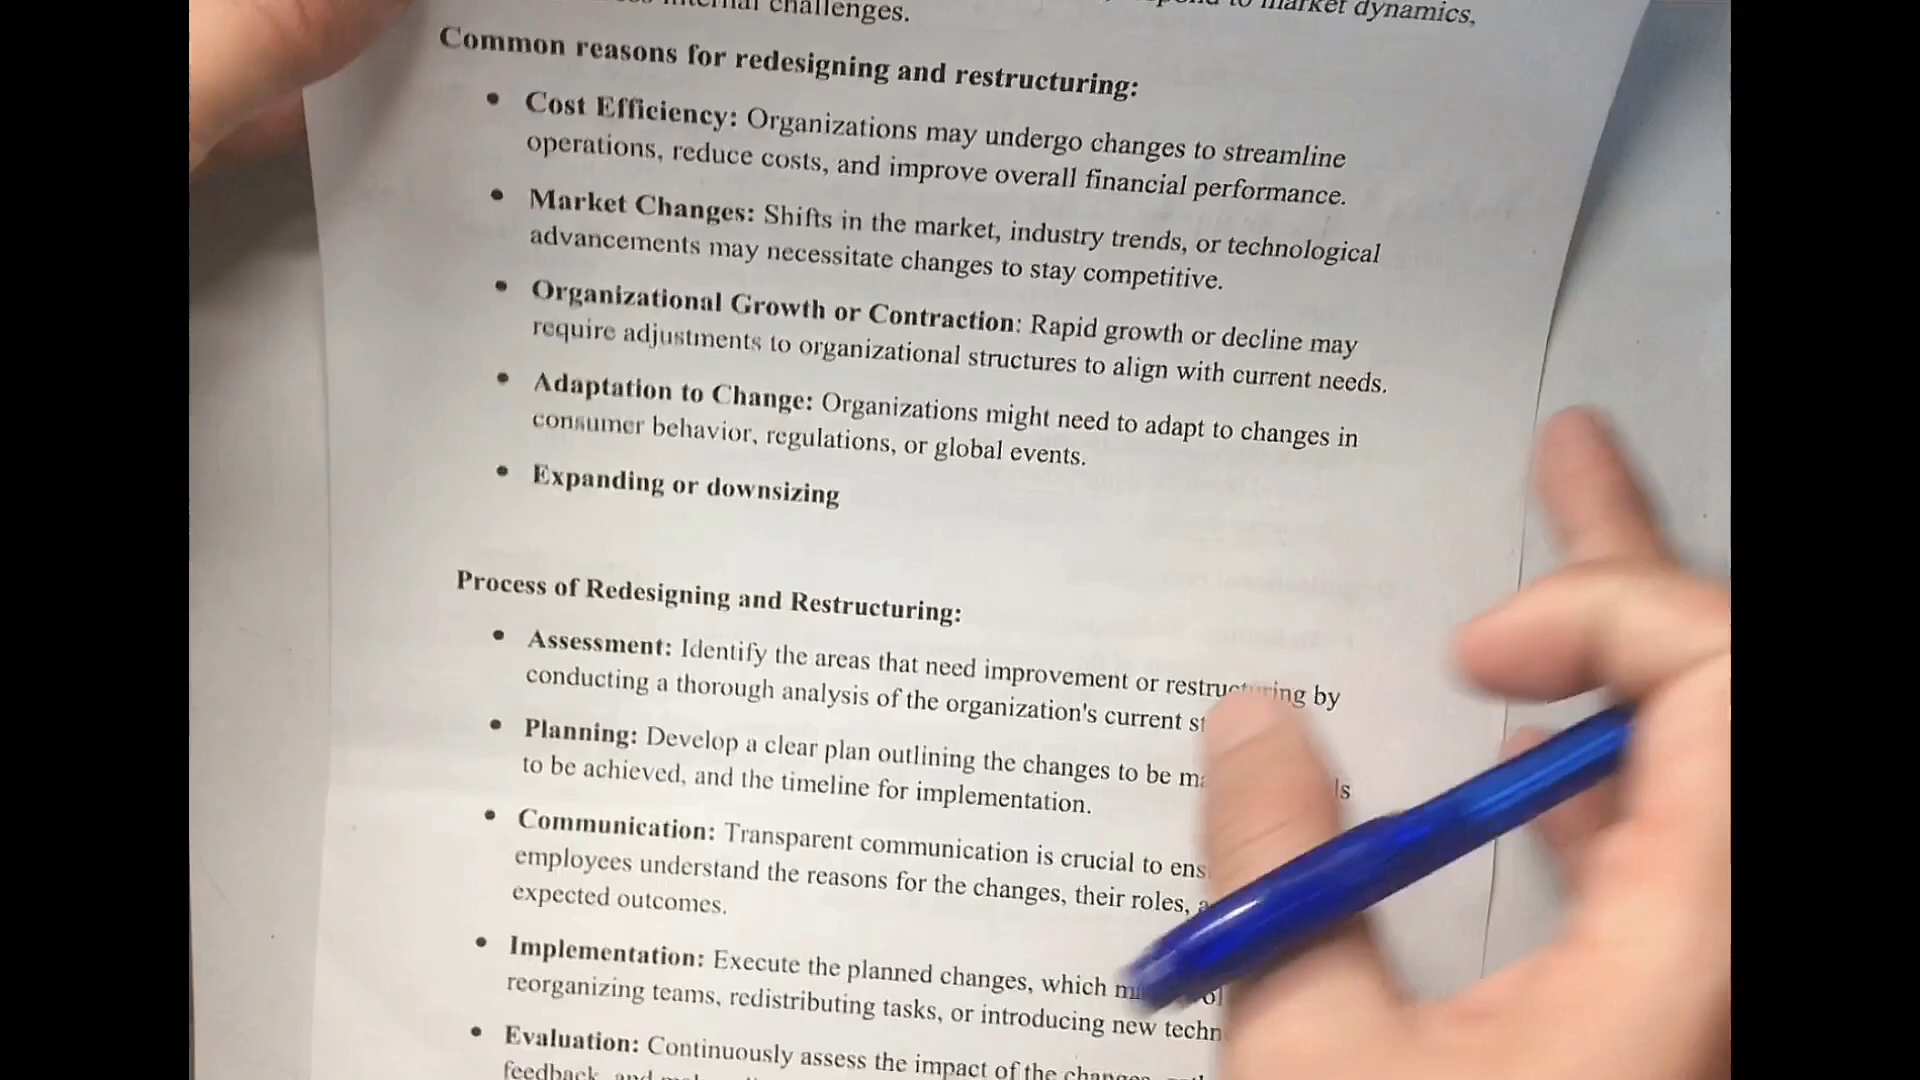 internal challenges. to market dynamics,
Common reasons for redesigning and restructuring:
• Cost Efficiency: Organizations may undergo changes to streamline
operations, reduce costs, and improve overall financial performance.
• Market Changes: Shifts in the market, industry trends, or technological
advancements may necessitate changes to stay competitive.
• Organizational Growth or Contraction: Rapid growth or decline may
require adjustments to organizational structures to align with current needs.
• Adaptation to Change: Organizations might need to adapt to changes in
consumer behavior, regulations, or global events.
• Expanding or downsizing
Process of Redesigning and Restructuring:
• Assessment: Identify the areas that need improvement or restructuring by
conducting a thorough analysis of the organization's current
• Planning: Develop a clear plan outlining the changes to be
to be achieved, and the timeline for implementation.
• Communication: Transparent communication is crucial to
employees understand the reasons for the changes, their roles,
expected outcomes.
• Implementation: Execute the planned changes, which
reorganizing teams, redistributing tasks, or introducing new
• Evaluation: Continuously assess the impact of the changes,
feedback, and